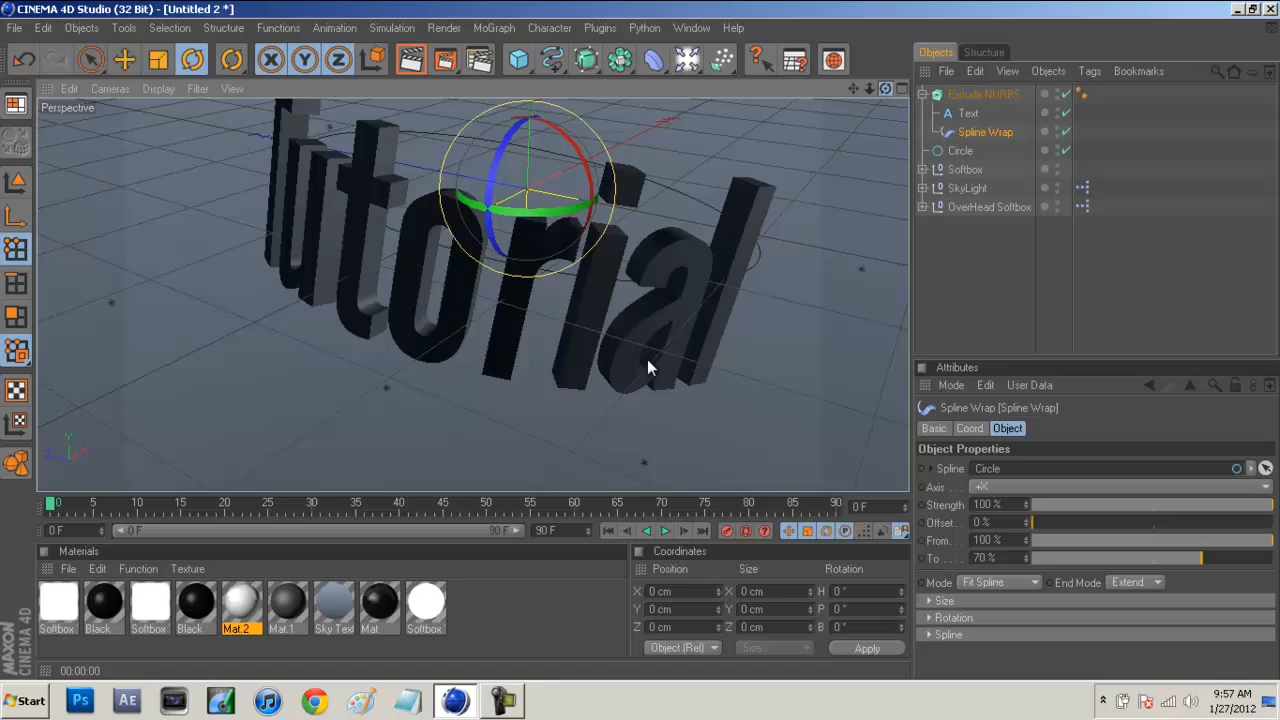 CINEMA 4D Studio (32 Bit) - [Untitled 2 *]
File Edit Objects Tools Selection Structure Functions Animation Simulation Render MoGraph Character Plugins Python Window Help
X Y Z
Objects Structure
File Edit View Objects Tags Bookmarks
Edit Cameras Display Filter View
Perspective
utorial
Extrude NURBS
Text
Spline Wrap
Circle
Softbox
SkyLight
OverHead Softbox
Y
Z X
Attributes
Mode Edit User Data
Spline Wrap [Spline Wrap]
Basic Coord. Object
Object Properties
Spline Circle
Axis . . . +X
Strength 100 %
Offset. . 0 %
From. . . 100 %
To . . . . 70 %
Mode Fit Spline End Mode Extend
Size
Rotation
Spline
0 5 10 15 20 25 30 35 40 45 50 55 60 65 70 75 80 85 90 0 F
0 F 0 F 90 F 90 F
Materials
File Edit Function Texture
Softbox Black Softbox Black Mat.2 Mat.1 Sky Text Mat Softbox
Coordinates
Position Size Rotation
X 0 cm X 0 cm H 0 °
Y 0 cm Y 0 cm P 0 °
Z 0 cm Z 0 cm B 0 °
Object (Rel) Size Apply
MAXON CINEMA 4D
00:00:00
Start Ps Ae
9:57 AM
1/27/2012